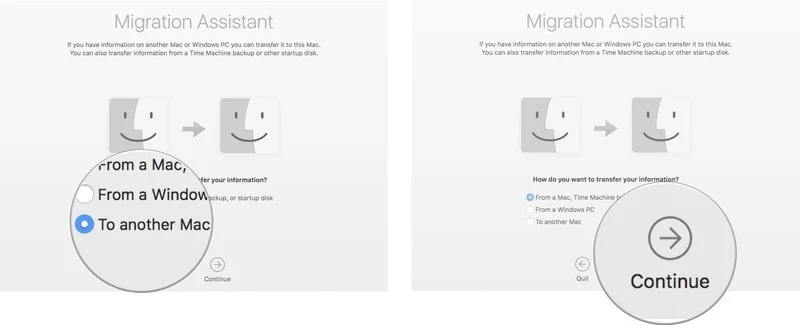 Migration Assistant
If you have information on another Mac or Windows PC you can transfer it to this Mac.
You can also transfer information from a Time Machine backup or other startup disk.
From a Mac,
sfer your information?
From a Window
backup, or startup disk
To another Mac
Continue
Migration Assistant
If you have information on another Mac or Windows PC you can transfer it to this Mac.
You can also transfer information from a Time Machine backup or other startup disk.
How do you want to transfer your information?
From a Mac, Time Machine b
From a Windows PC
To another Mac
Quit
Continue